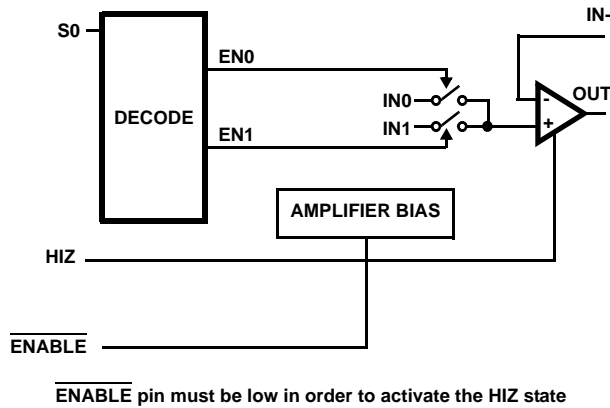 IN-
S0
EN0
IN0
OUT
DECODE
-
+
IN1
EN1
AMPLIFIER BIAS
HIZ
ENABLE
ENABLE pin must be low in order to activate the HIZ state